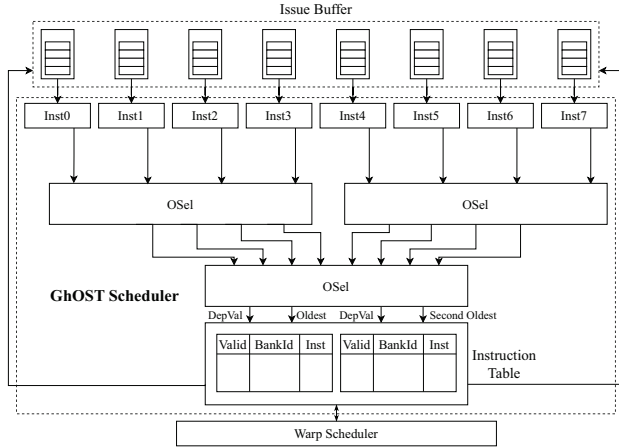 Issue Buffer
Inst0 Inst1 Inst2 Inst3 Inst4 Inst5 Inst6 Inst7
OSel OSel
OSel
GhOST Scheduler
DepVal Oldest DepVal Second Oldest
Valid BankId Inst Valid BankId Inst
Instruction
Table
Warp Scheduler